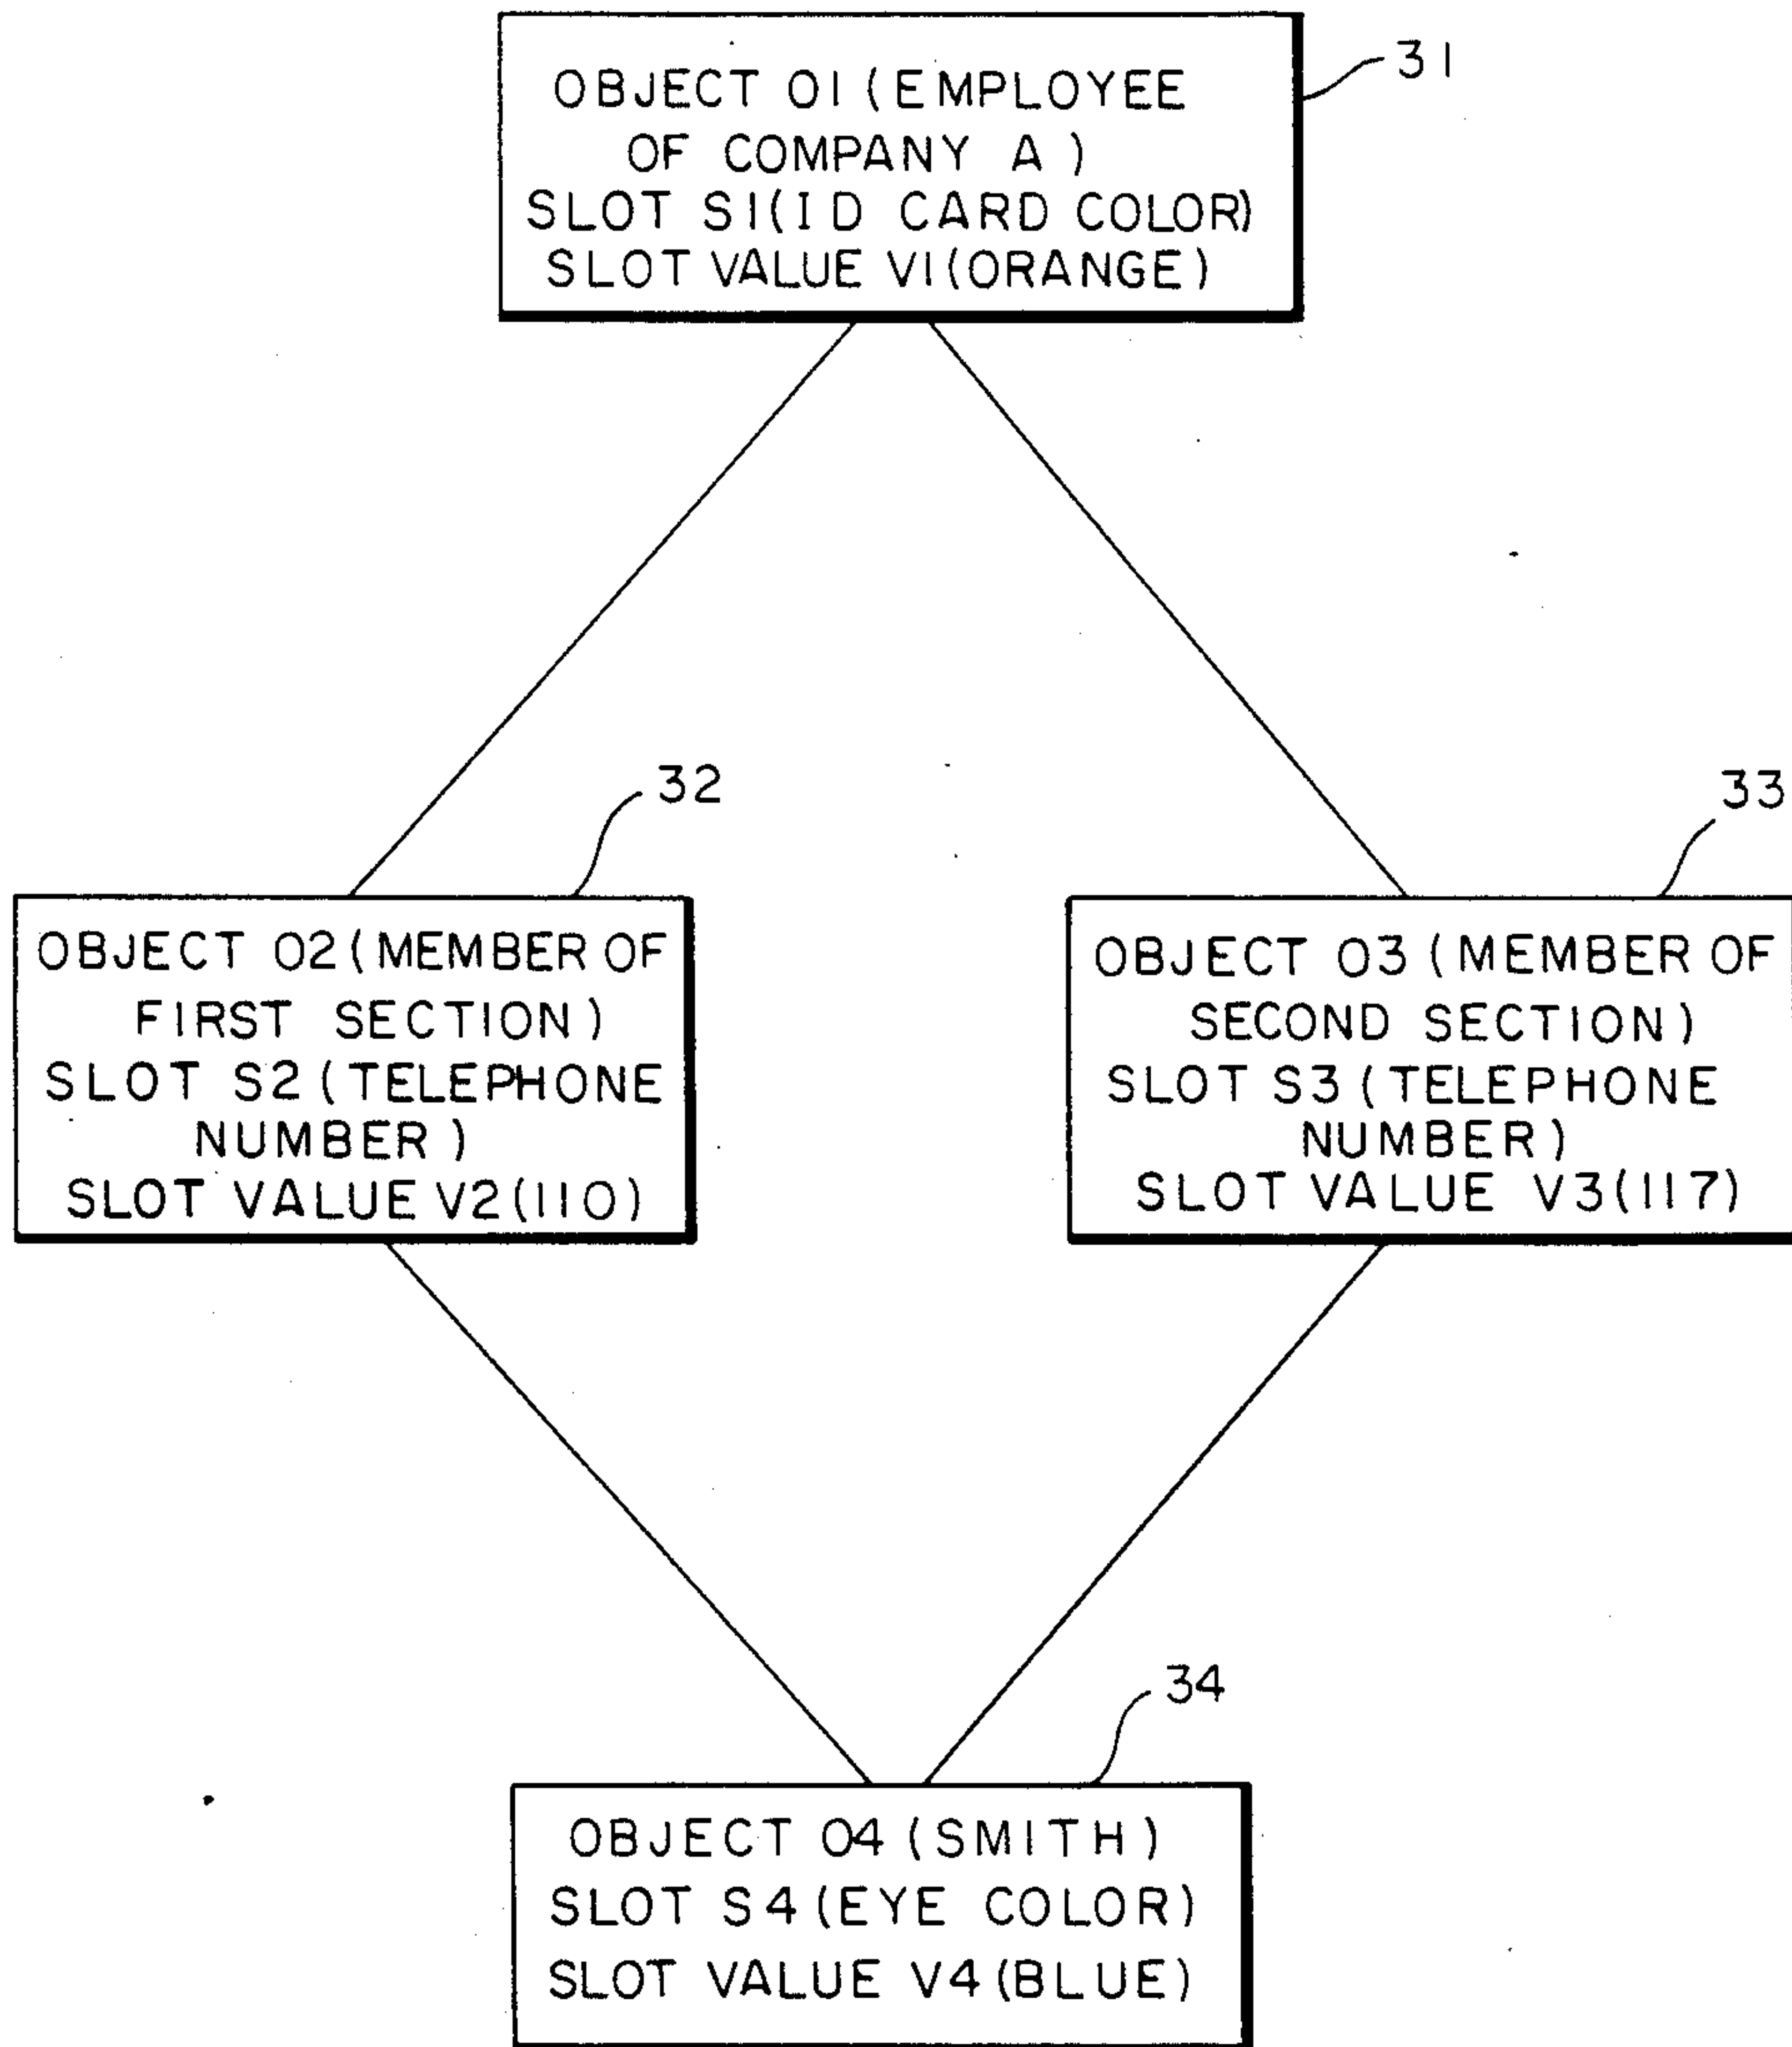 OBJECT O1 (EMPLOYEE
OF COMPANY A)
SLOT S1 (ID CARD COLOR)
SLOT VALUE V1 (ORANGE)
31
32
33
OBJECT O2 (MEMBER OF
FIRST SECTION)
SLOT S2 (TELEPHONE
NUMBER)
SLOT VALUE V2 (110)
OBJECT O3 (MEMBER OF
SECOND SECTION)
SLOT S3 (TELEPHONE
NUMBER)
SLOT VALUE V3 (117)
34
OBJECT O4 (SMITH)
SLOT S4 (EYE COLOR)
SLOT VALUE V4 (BLUE)